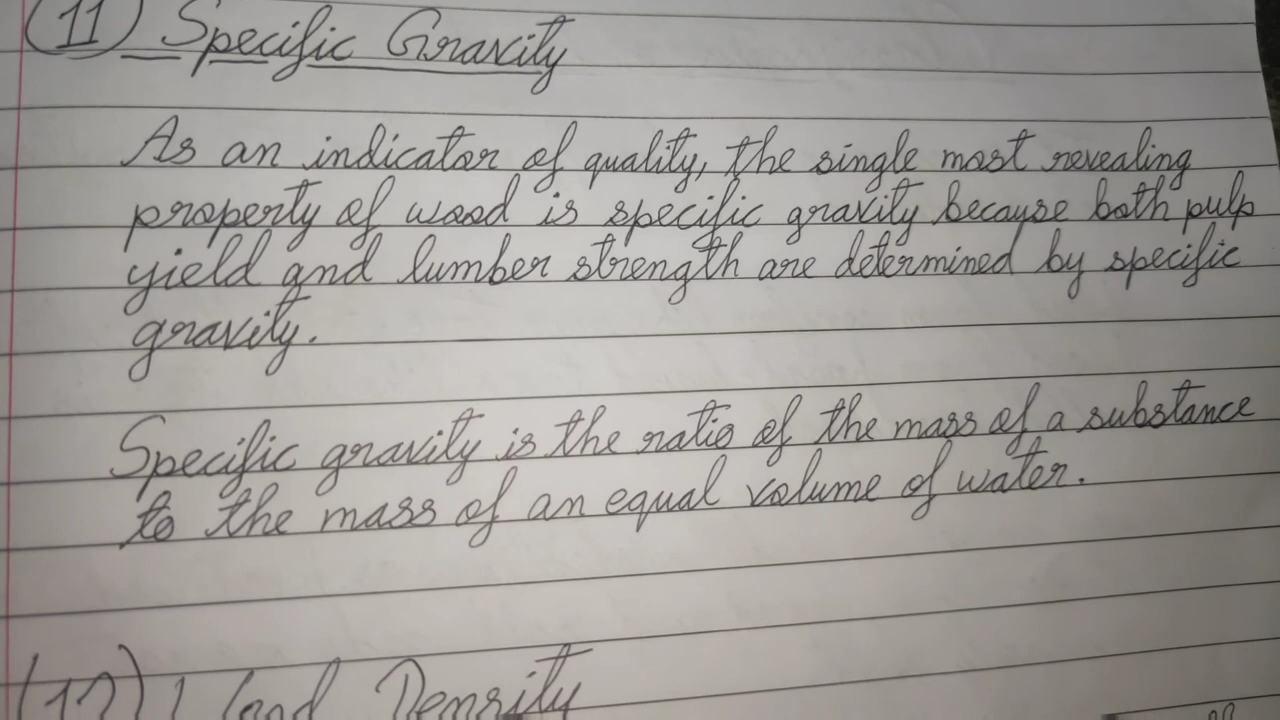 (11) Specific Gravity
As an indicator of quality, the single most revealing
property of wood is specific gravity because both pulp
yield and lumber strength are determined by specific
gravity.
Specific gravity is the ratio of the mass of a substance
to the mass of an equal volume of water.
(12) Wood Density